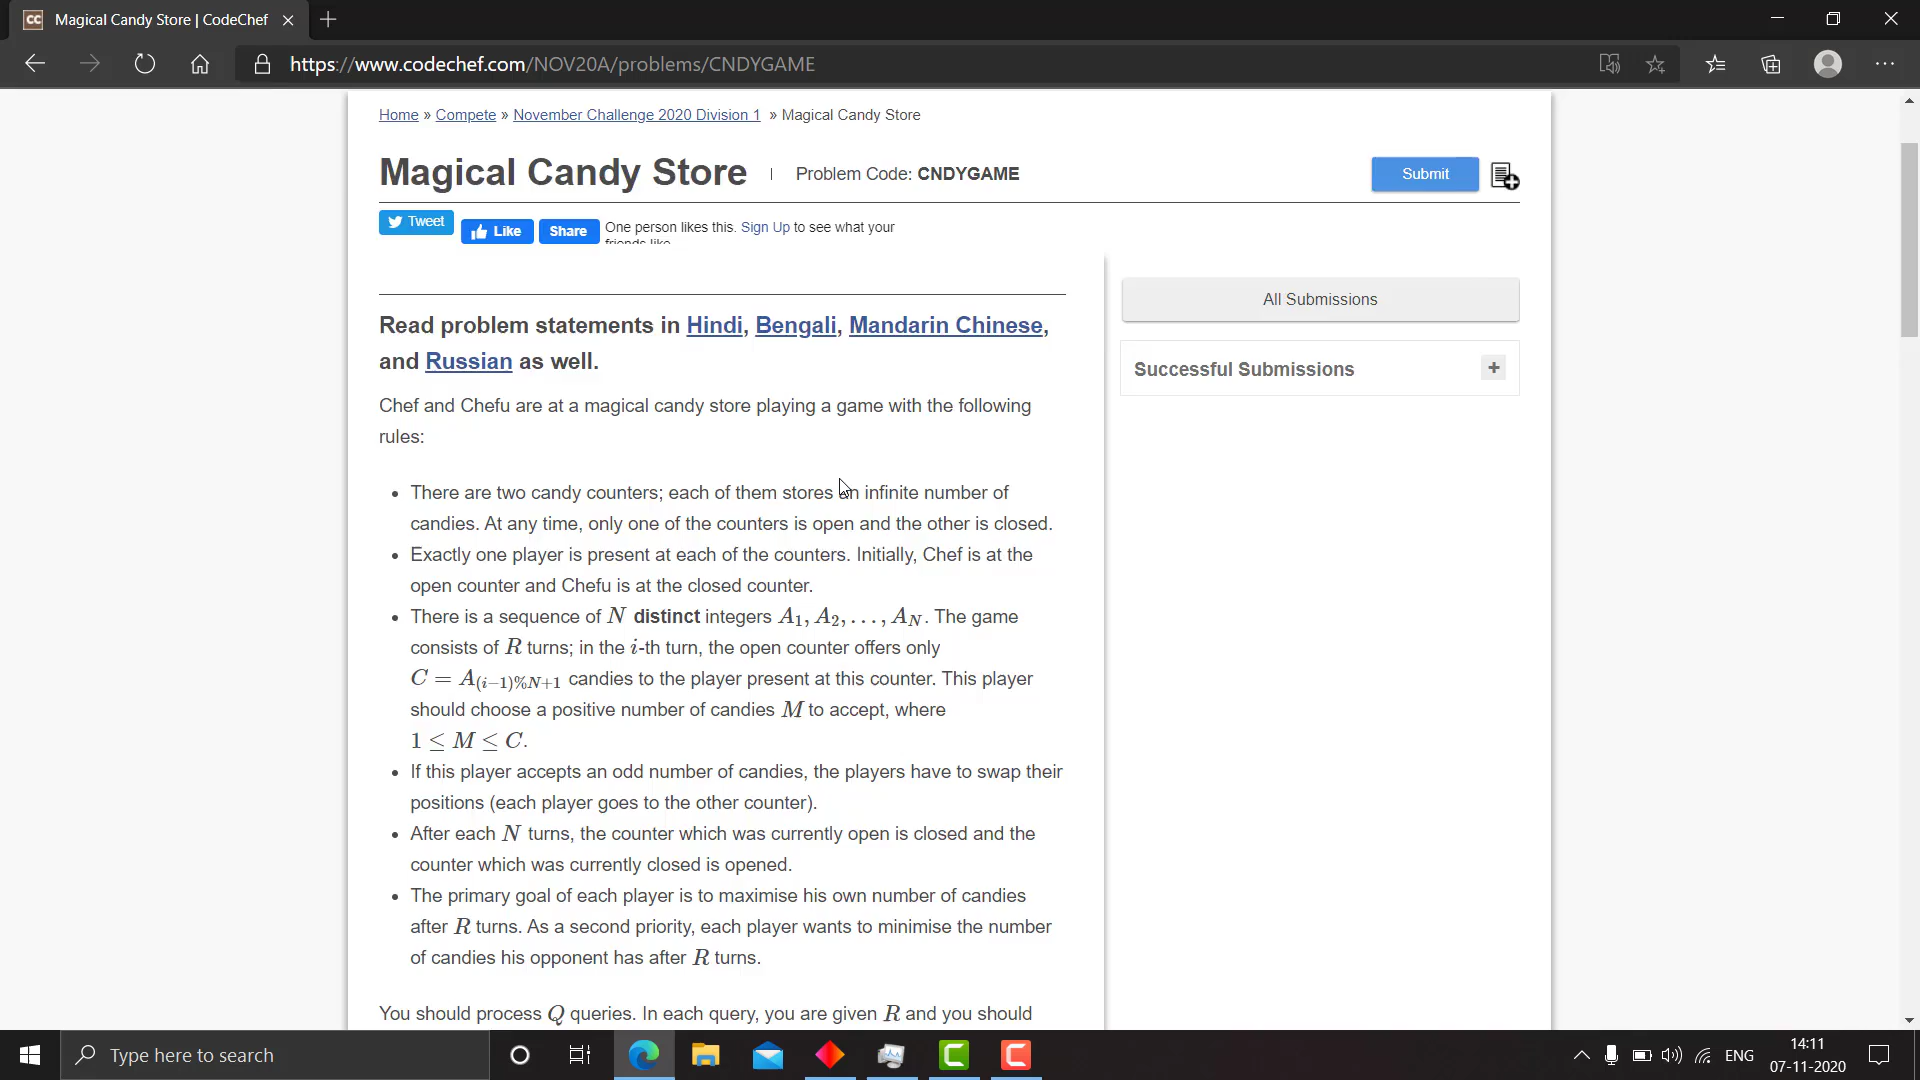 Magical Candy Store | CodeChef
https://www.codechef.com/NOV20A/problems/CNDYGAME
Home » Compete » November Challenge 2020 Division 1 » Magical Candy Store
Magical Candy Store | Problem Code: CNDYGAME
Submit
Tweet
Like
Share
One person likes this. Sign Up to see what your
friends like.
All Submissions
Successful Submissions
+
Read problem statements in Hindi, Bengali, Mandarin Chinese,
and Russian as well.
Chef and Chefu are at a magical candy store playing a game with the following
rules:
• There are two candy counters; each of them stores an infinite number of
candies. At any time, only one of the counters is open and the other is closed.
• Exactly one player is present at each of the counters. Initially, Chef is at the
open counter and Chefu is at the closed counter.
• There is a sequence of N distinct integers A₁, A₂, …, A_N. The game
consists of R turns; in the i-th turn, the open counter offers only
C = A_(i−1)%N+1 candies to the player present at this counter. This player
should choose a positive number of candies M to accept, where
1 ≤ M ≤ C.
• If this player accepts an odd number of candies, the players have to swap their
positions (each player goes to the other counter).
• After each N turns, the counter which was currently open is closed and the
counter which was currently closed is opened.
• The primary goal of each player is to maximise his own number of candies
after R turns. As a second priority, each player wants to minimise the number
of candies his opponent has after R turns.
You should process Q queries. In each query, you are given R and you should
Type here to search
ENG
14:11
07-11-2020